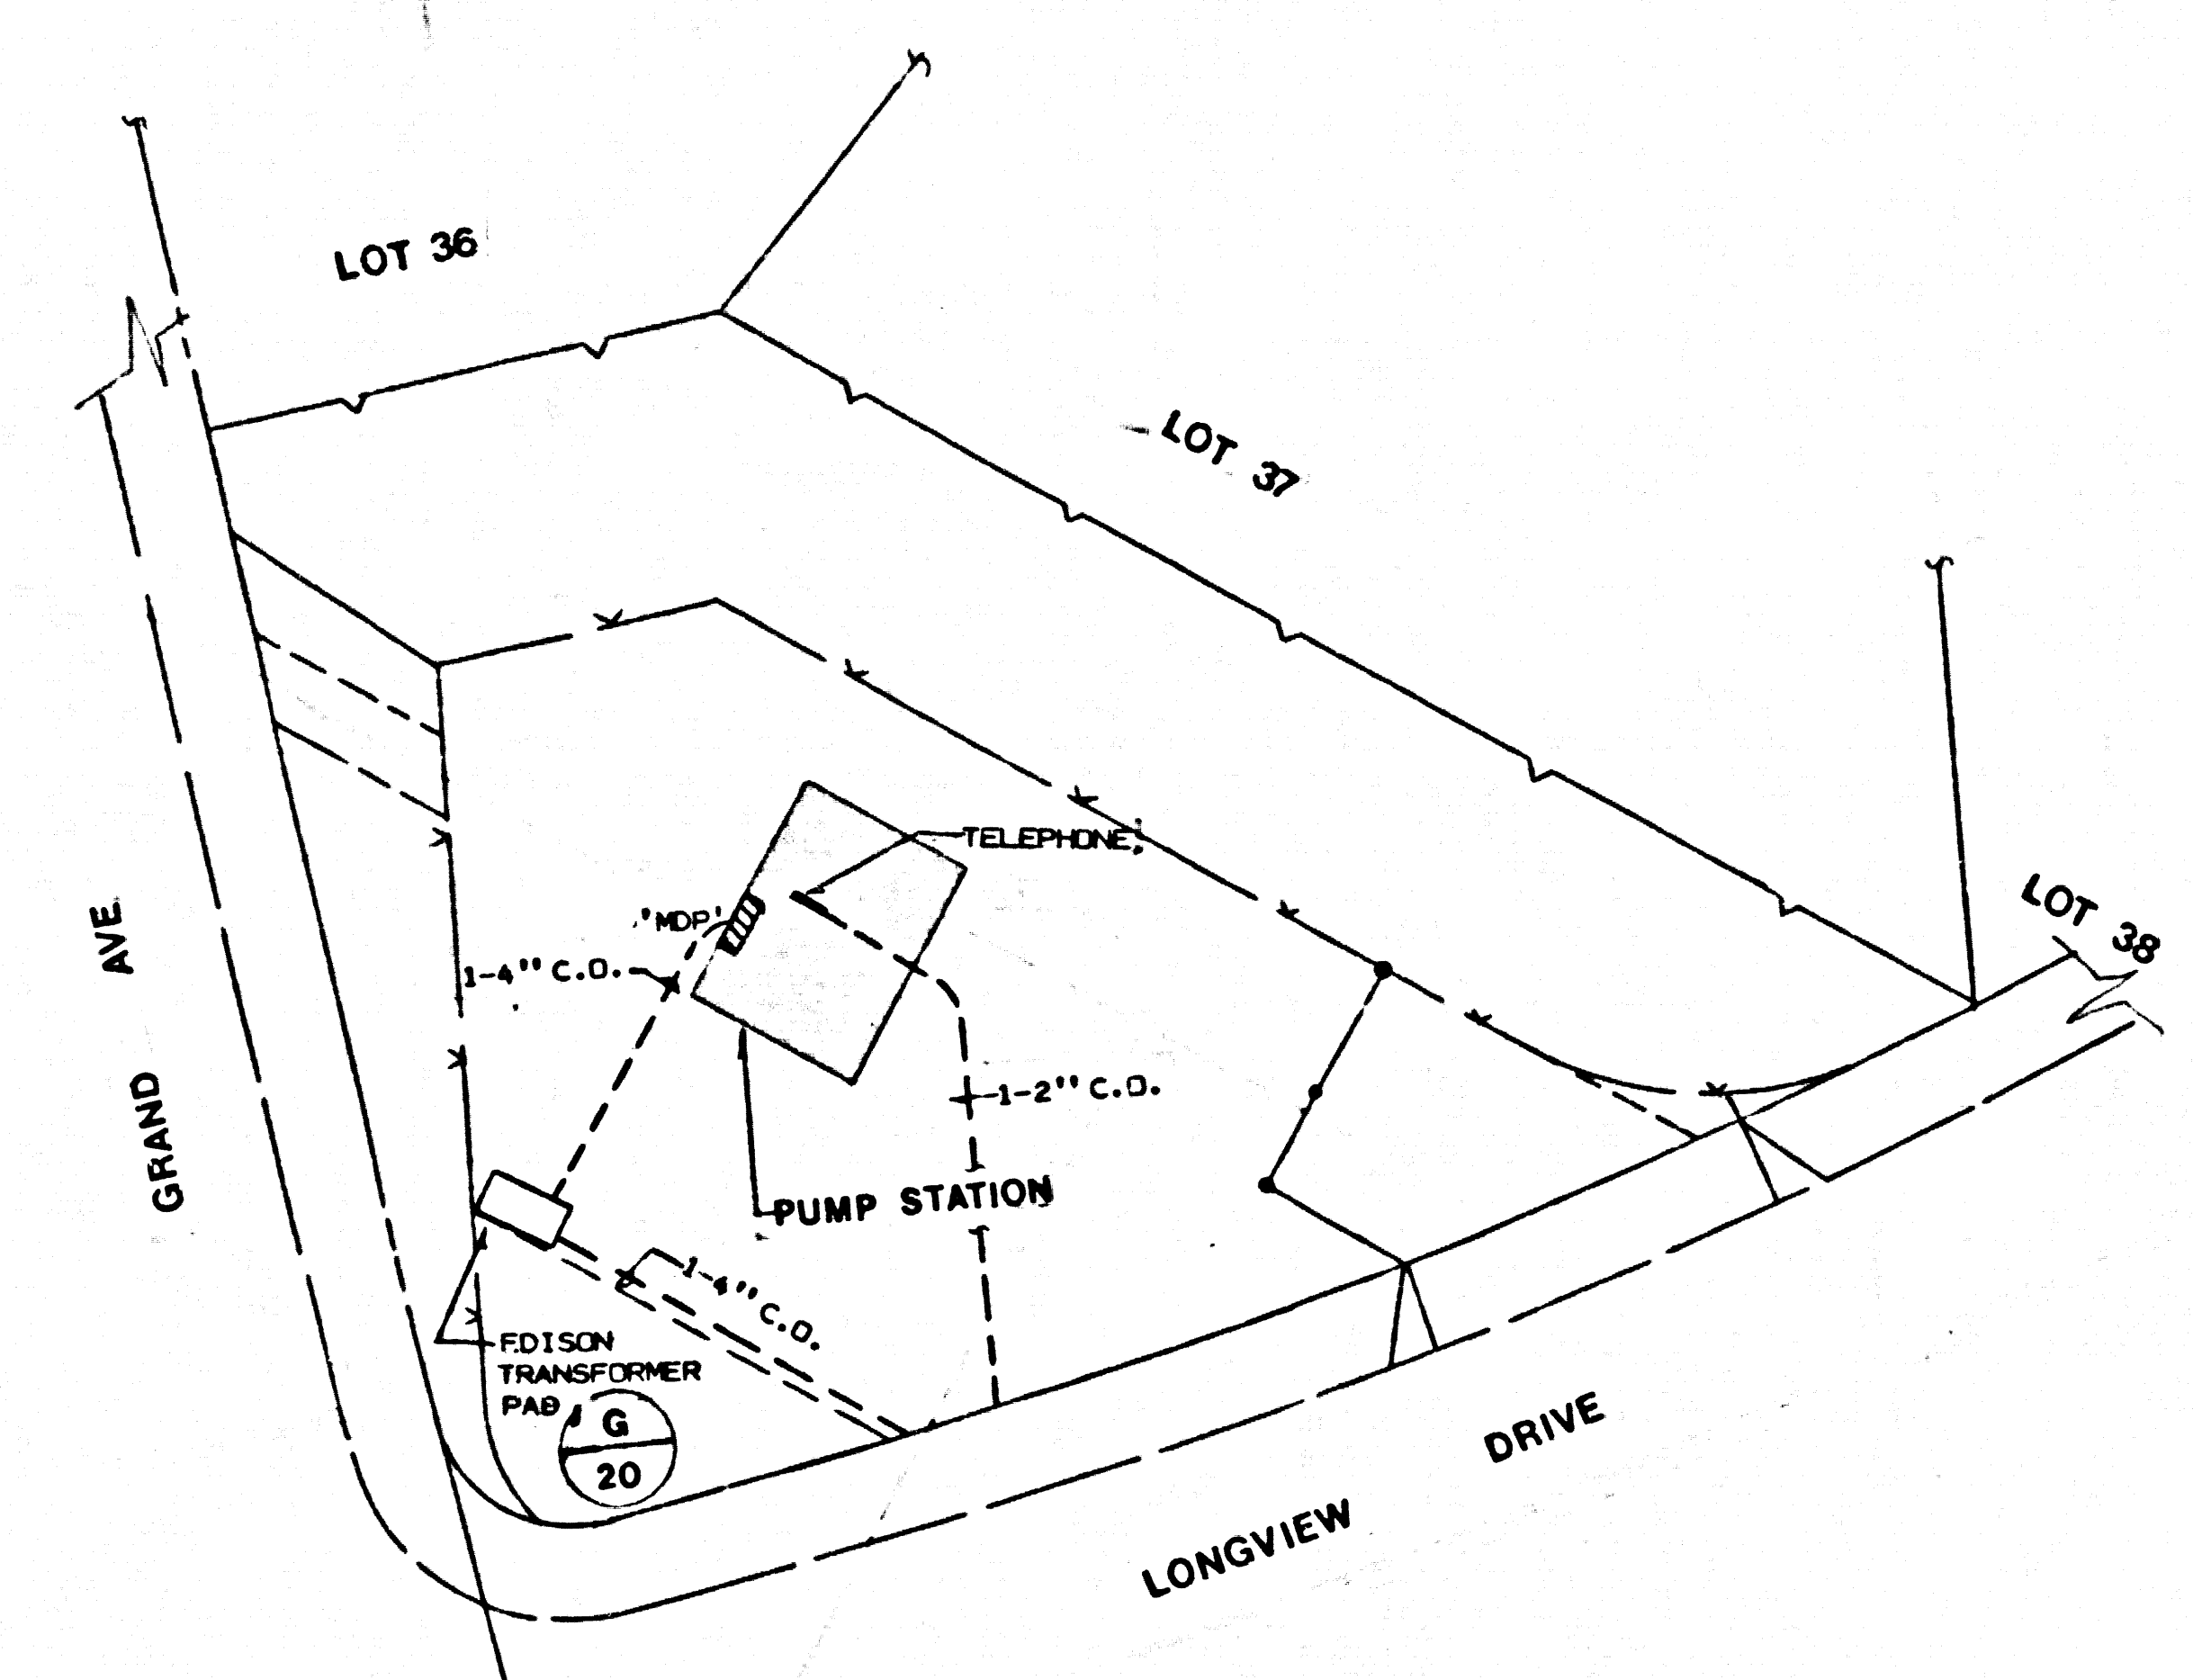 LOT 36
LOT 37
LOT 38
TELEPHONE
'MDP'
1-4" C.O.
1-2" C.O.
PUMP STATION
1-4" C.O.
EDISON
TRANSFORMER
PAD
G
20
GRAND AVE
LONGVIEW DRIVE